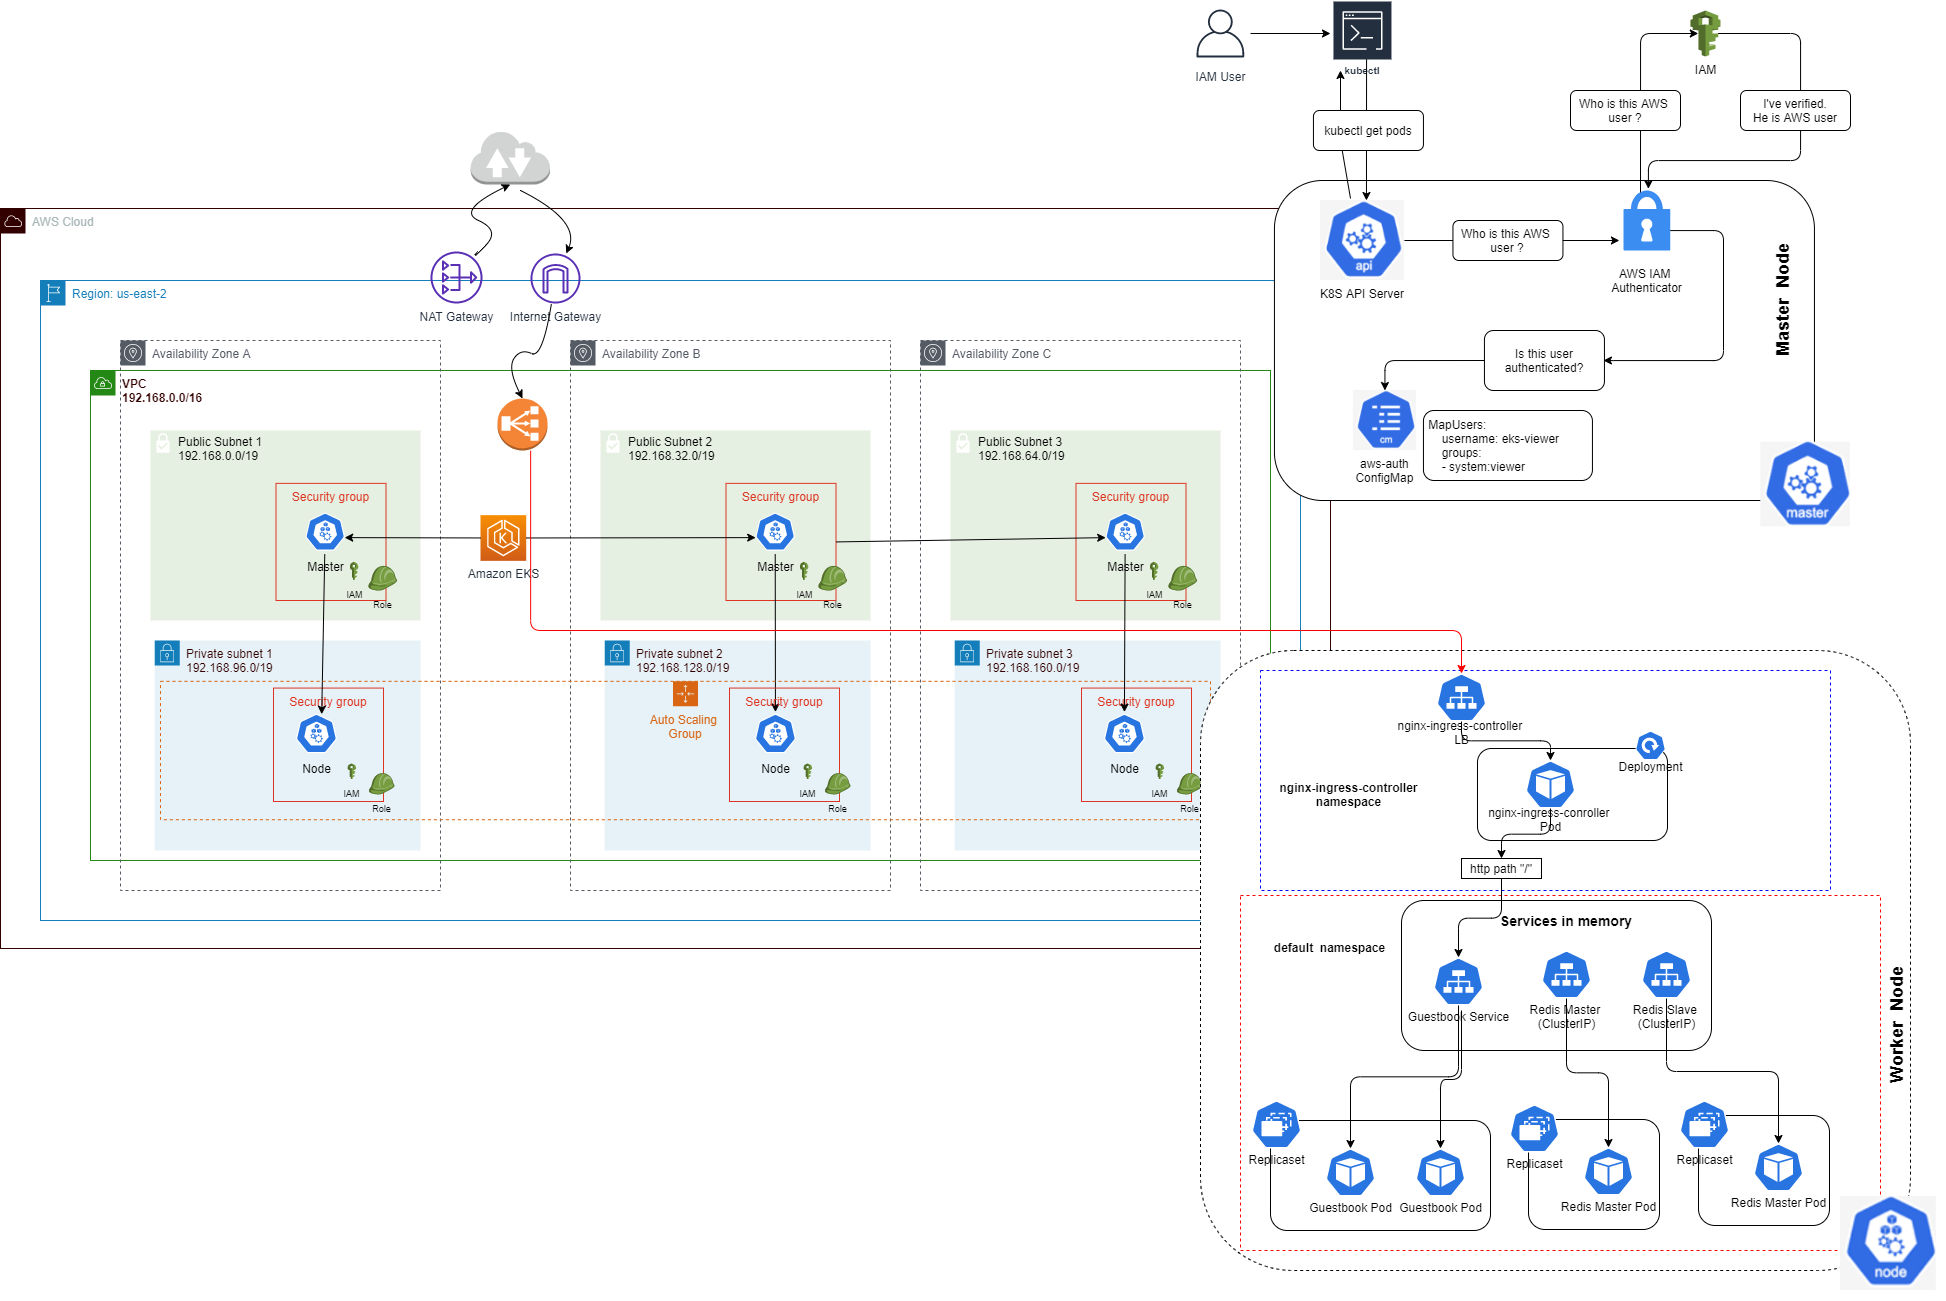 IAM User
kubectl
IAM
kubectl get pods
Who is this AWS
user ?
I've verified.
He is AWS user
AWS Cloud
Region: us-east-2
NAT Gateway
Internet Gateway
api
K8S API Server
Who is this AWS
user ?
AWS IAM
Authenticator
Master Node
Is this user
authenticated?
cm
aws-auth
ConfigMap
MapUsers:
username: eks-viewer
groups:
- system:viewer
master
Availability Zone A
Availability Zone B
Availability Zone C
VPC
192.168.0.0/16
Public Subnet 1
192.168.0.0/19
Public Subnet 2
192.168.32.0/19
Public Subnet 3
192.168.64.0/19
Security group
Master
IAM
Role
K
Amazon EKS
Security group
Master
IAM
Role
Security group
Master
IAM
Role
Private subnet 1
192.168.96.0/19
Private subnet 2
192.168.128.0/19
Private subnet 3
192.168.160.0/19
Security group
Node
IAM
Role
Auto Scaling
Group
Security group
Node
IAM
Role
Security group
Node
IAM
Role
nginx-ingress-controller
LB
Deployment
nginx-ingress-controller
namespace
nginx-ingress-conroller
Pod
http path "/"
Services in memory
default namespace
Guestbook Service
Redis Master
(ClusterIP)
Redis Slave
(ClusterIP)
Worker Node
Replicaset
Guestbook Pod
Guestbook Pod
Replicaset
Redis Master Pod
Replicaset
Redis Master Pod
node